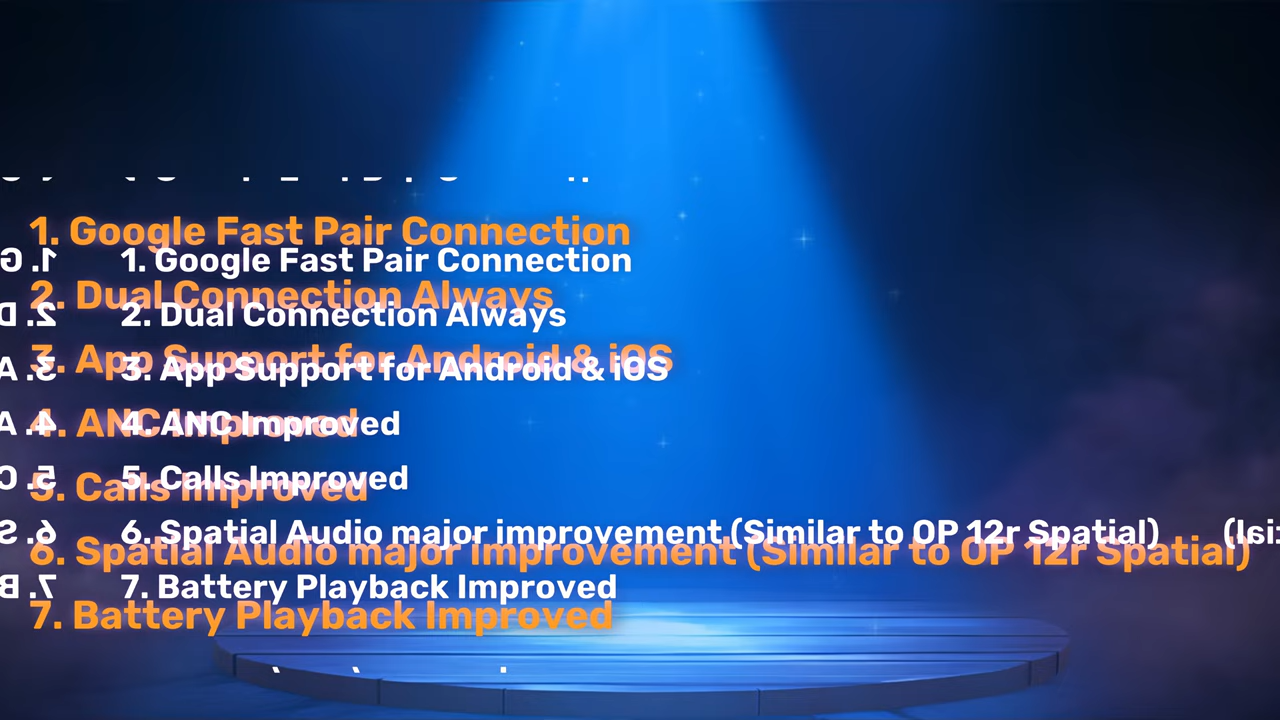 1. Google Fast Pair Connection
1. Google Fast Pair Connection
2. Dual Connection Always
2. Dual Connection Always
3. App Support for Android & iOS
3. App Support for Android & iOS
4. ANC Improved
4. ANC Improved
5. Calls Improved
5. Calls Improved
6. Spatial Audio major improvement (Similar to OP 12r Spatial)
6. Spatial Audio major improvement (Similar to OP 12r Spatial)
7. Battery Playback Improved
7. Battery Playback Improved